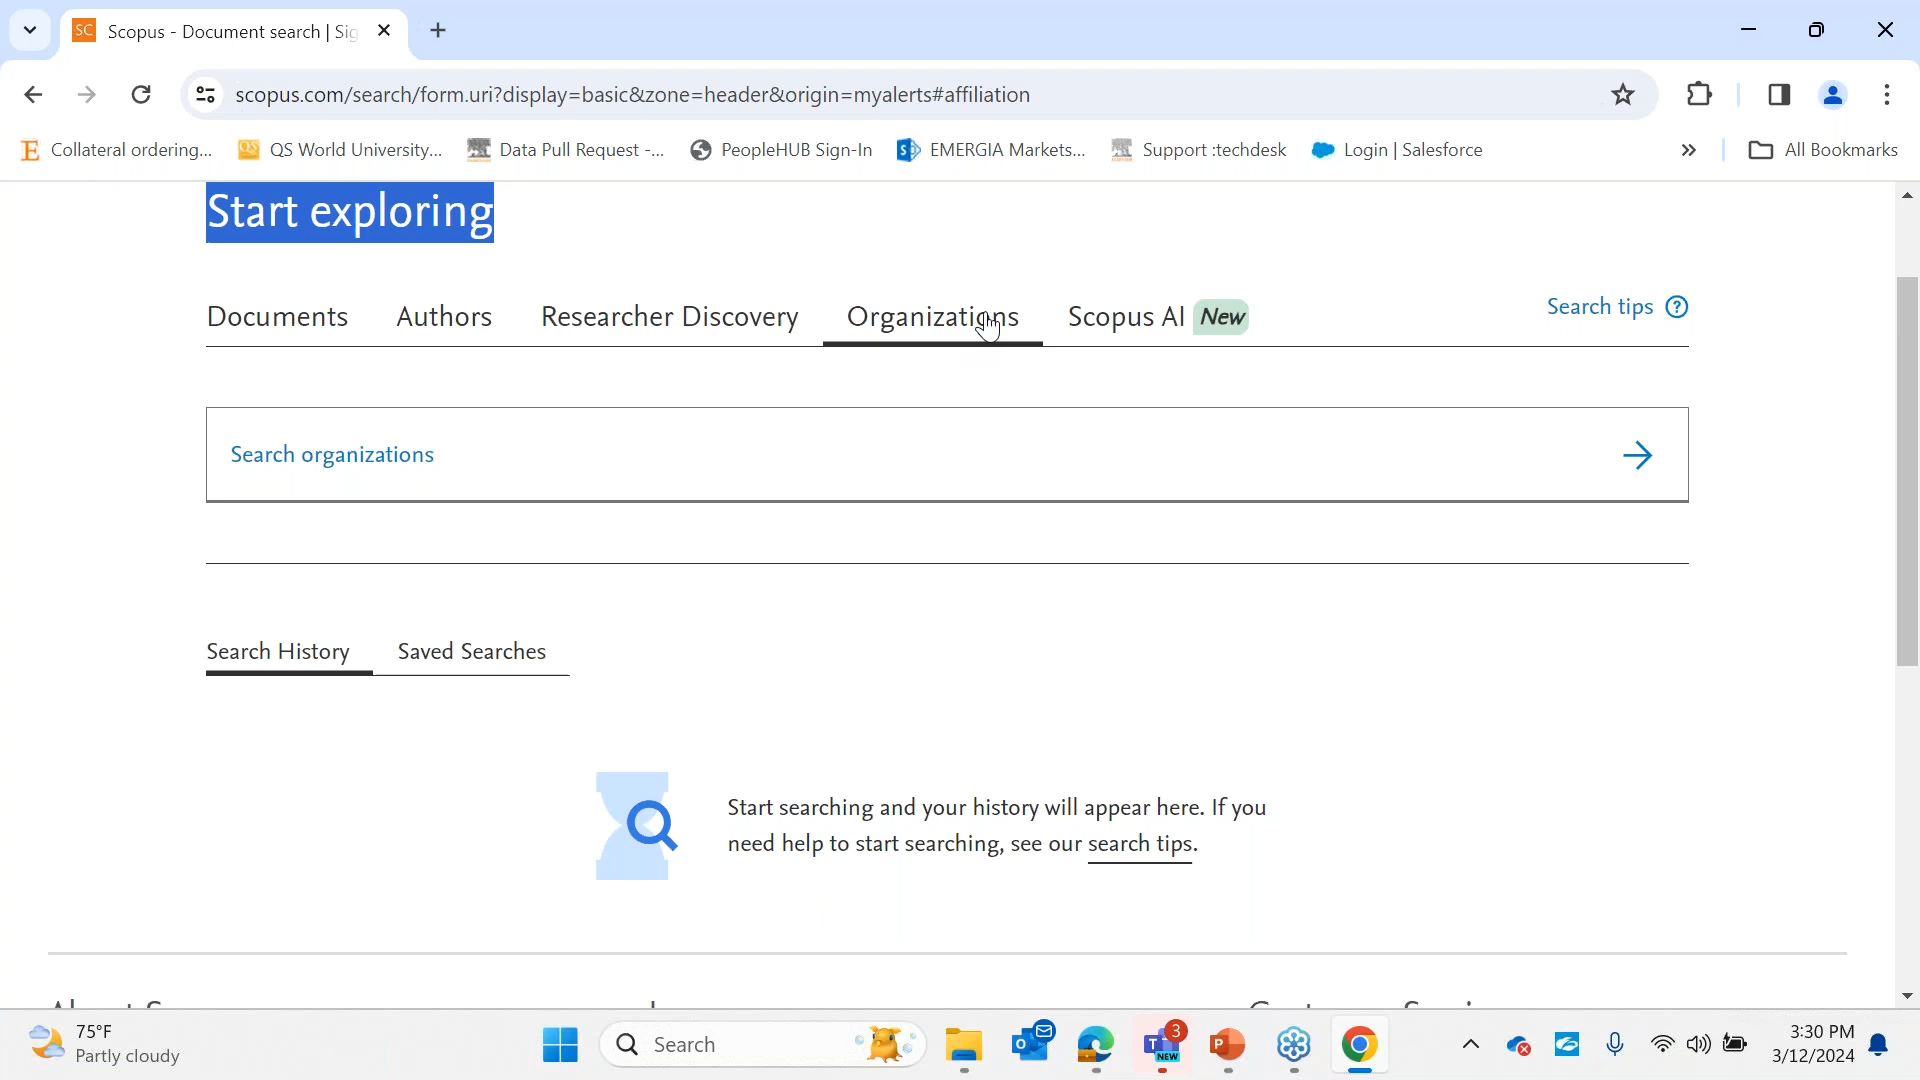 SC Scopus - Document search | Sig
scopus.com/search/form.uri?display=basic&zone=header&origin=myalerts#affiliation
E Collateral ordering... QS QS World University... Data Pull Request -... PeopleHUB Sign-In S EMERGIA Markets... Support :techdesk Login | Salesforce » All Bookmarks
Start exploring
Documents Authors Researcher Discovery Organizations Scopus AI New
Search tips ?
Search organizations
Search History Saved Searches
Start searching and your history will appear here. If you
need help to start searching, see our search tips.
75°F
Partly cloudy
Search
3
NEW
3:30 PM
3/12/2024